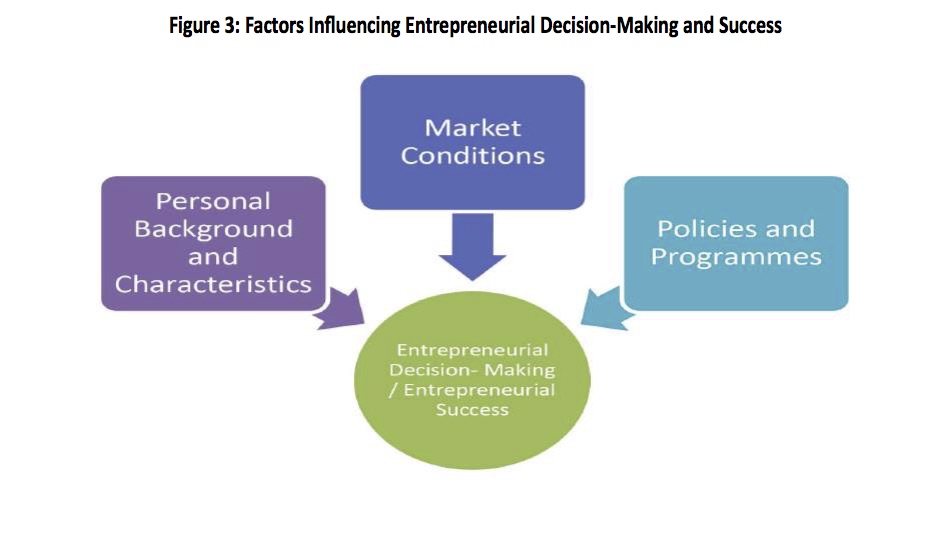 Figure 3: Factors Influencing Entrepreneurial Decision-Making and Success
Market
Conditions
Personal
Background
and
Characteristics
Policies and
Programmes
Entrepreneurial
Decision- Making
/ Entrepreneurial
Success